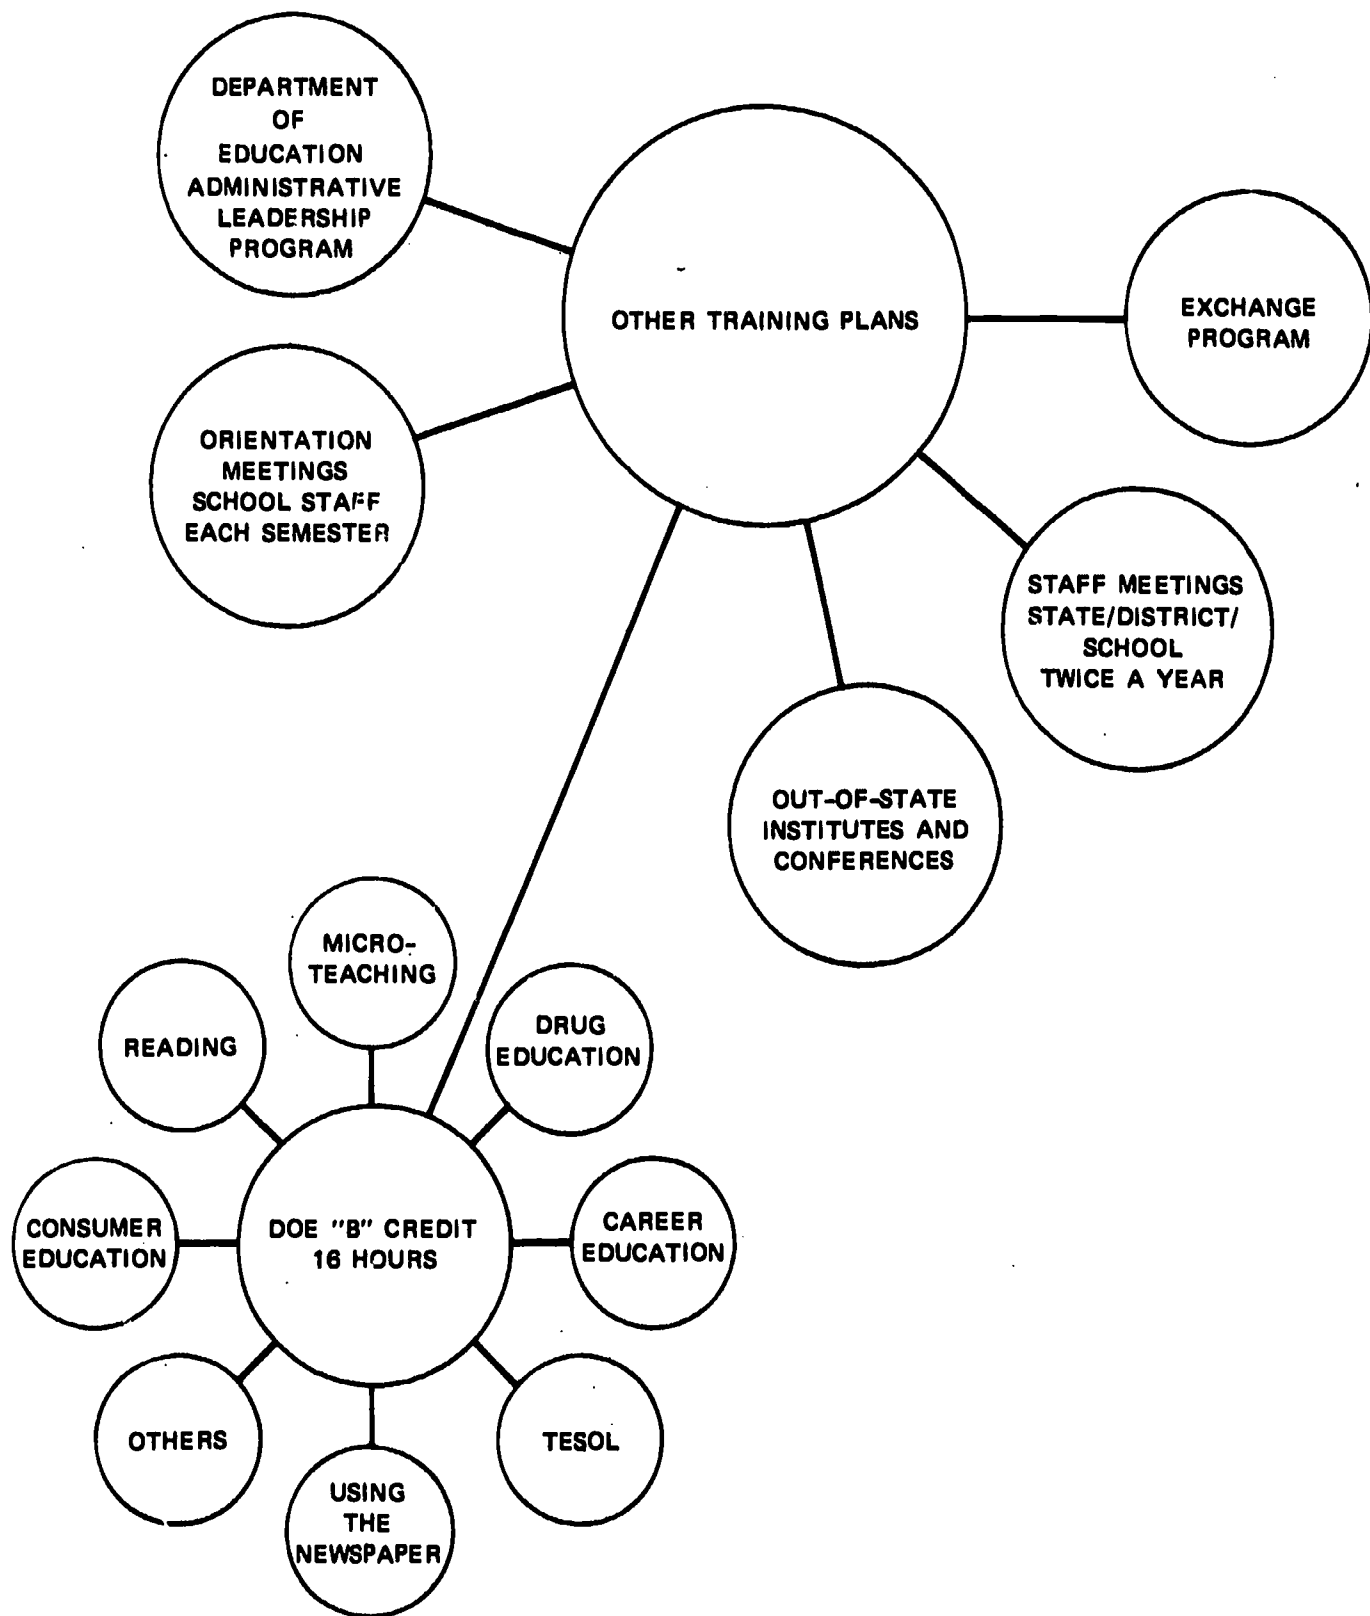 DEPARTMENT
OF
EDUCATION
ADMINISTRATIVE
LEADERSHIP
PROGRAM
OTHER TRAINING PLANS
EXCHANGE
PROGRAM
ORIENTATION
MEETINGS
SCHOOL STAFF
EACH SEMESTER
STAFF MEETINGS
STATE/DISTRICT/
SCHOOL
TWICE A YEAR
OUT-OF-STATE
INSTITUTES AND
CONFERENCES
MICRO-
TEACHING
READING
DRUG
EDUCATION
CONSUMER
EDUCATION
DOE "B" CREDIT
16 HOURS
CAREER
EDUCATION
OTHERS
TESOL
USING
THE
NEWSPAPER